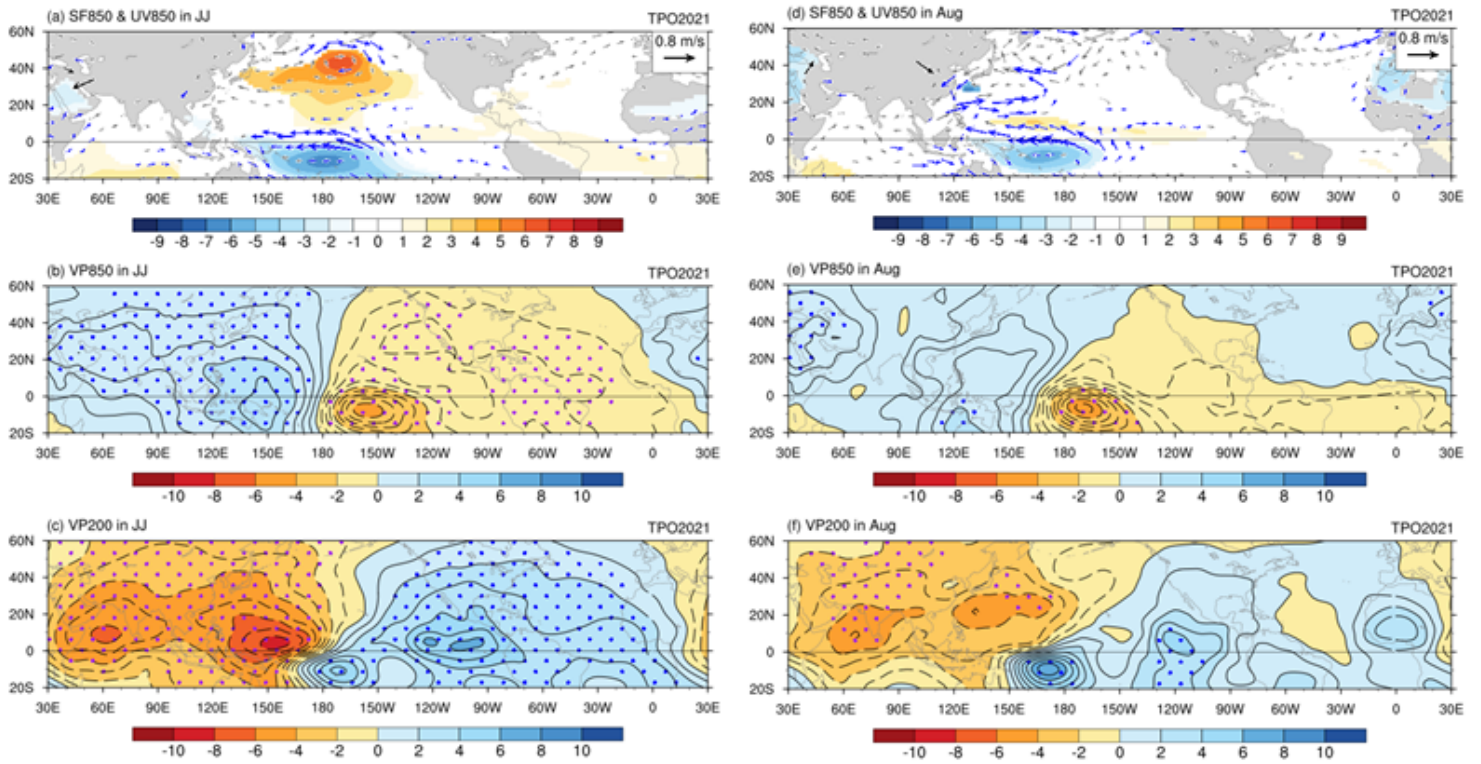 (a) SF850 & UV850 in JJ TPO2021
0.8 m/s
60N
40N
20N
0
20S
30E 60E 90E 120E 150E 180 150W 120W 90W 60W 30W 0 30E
-9 -8 -7 -6 -5 -4 -3 -2 -1 0 1 2 3 4 5 6 7 8 9
(d) SF850 & UV850 in Aug TPO2021
0.8 m/s
60N
40N
20N
0
20S
30E 60E 90E 120E 150E 180 150W 120W 90W 60W 30W 0 30E
-9 -8 -7 -6 -5 -4 -3 -2 -1 0 1 2 3 4 5 6 7 8 9
(b) VP850 in JJ TPO2021
60N
40N
20N
0
20S
30E 60E 90E 120E 150E 180 150W 120W 90W 60W 30W 0 30E
-10 -8 -6 -4 -2 0 2 4 6 8 10
(e) VP850 in Aug TPO2021
60N
40N
20N
0
20S
30E 60E 90E 120E 150E 180 150W 120W 90W 60W 30W 0 30E
-10 -8 -6 -4 -2 0 2 4 6 8 10
(c) VP200 in JJ TPO2021
60N
40N
20N
0
20S
30E 60E 90E 120E 150E 180 150W 120W 90W 60W 30W 0 30E
-10 -8 -6 -4 -2 0 2 4 6 8 10
(f) VP200 in Aug TPO2021
60N
40N
20N
0
20S
30E 60E 90E 120E 150E 180 150W 120W 90W 60W 30W 0 30E
-10 -8 -6 -4 -2 0 2 4 6 8 10